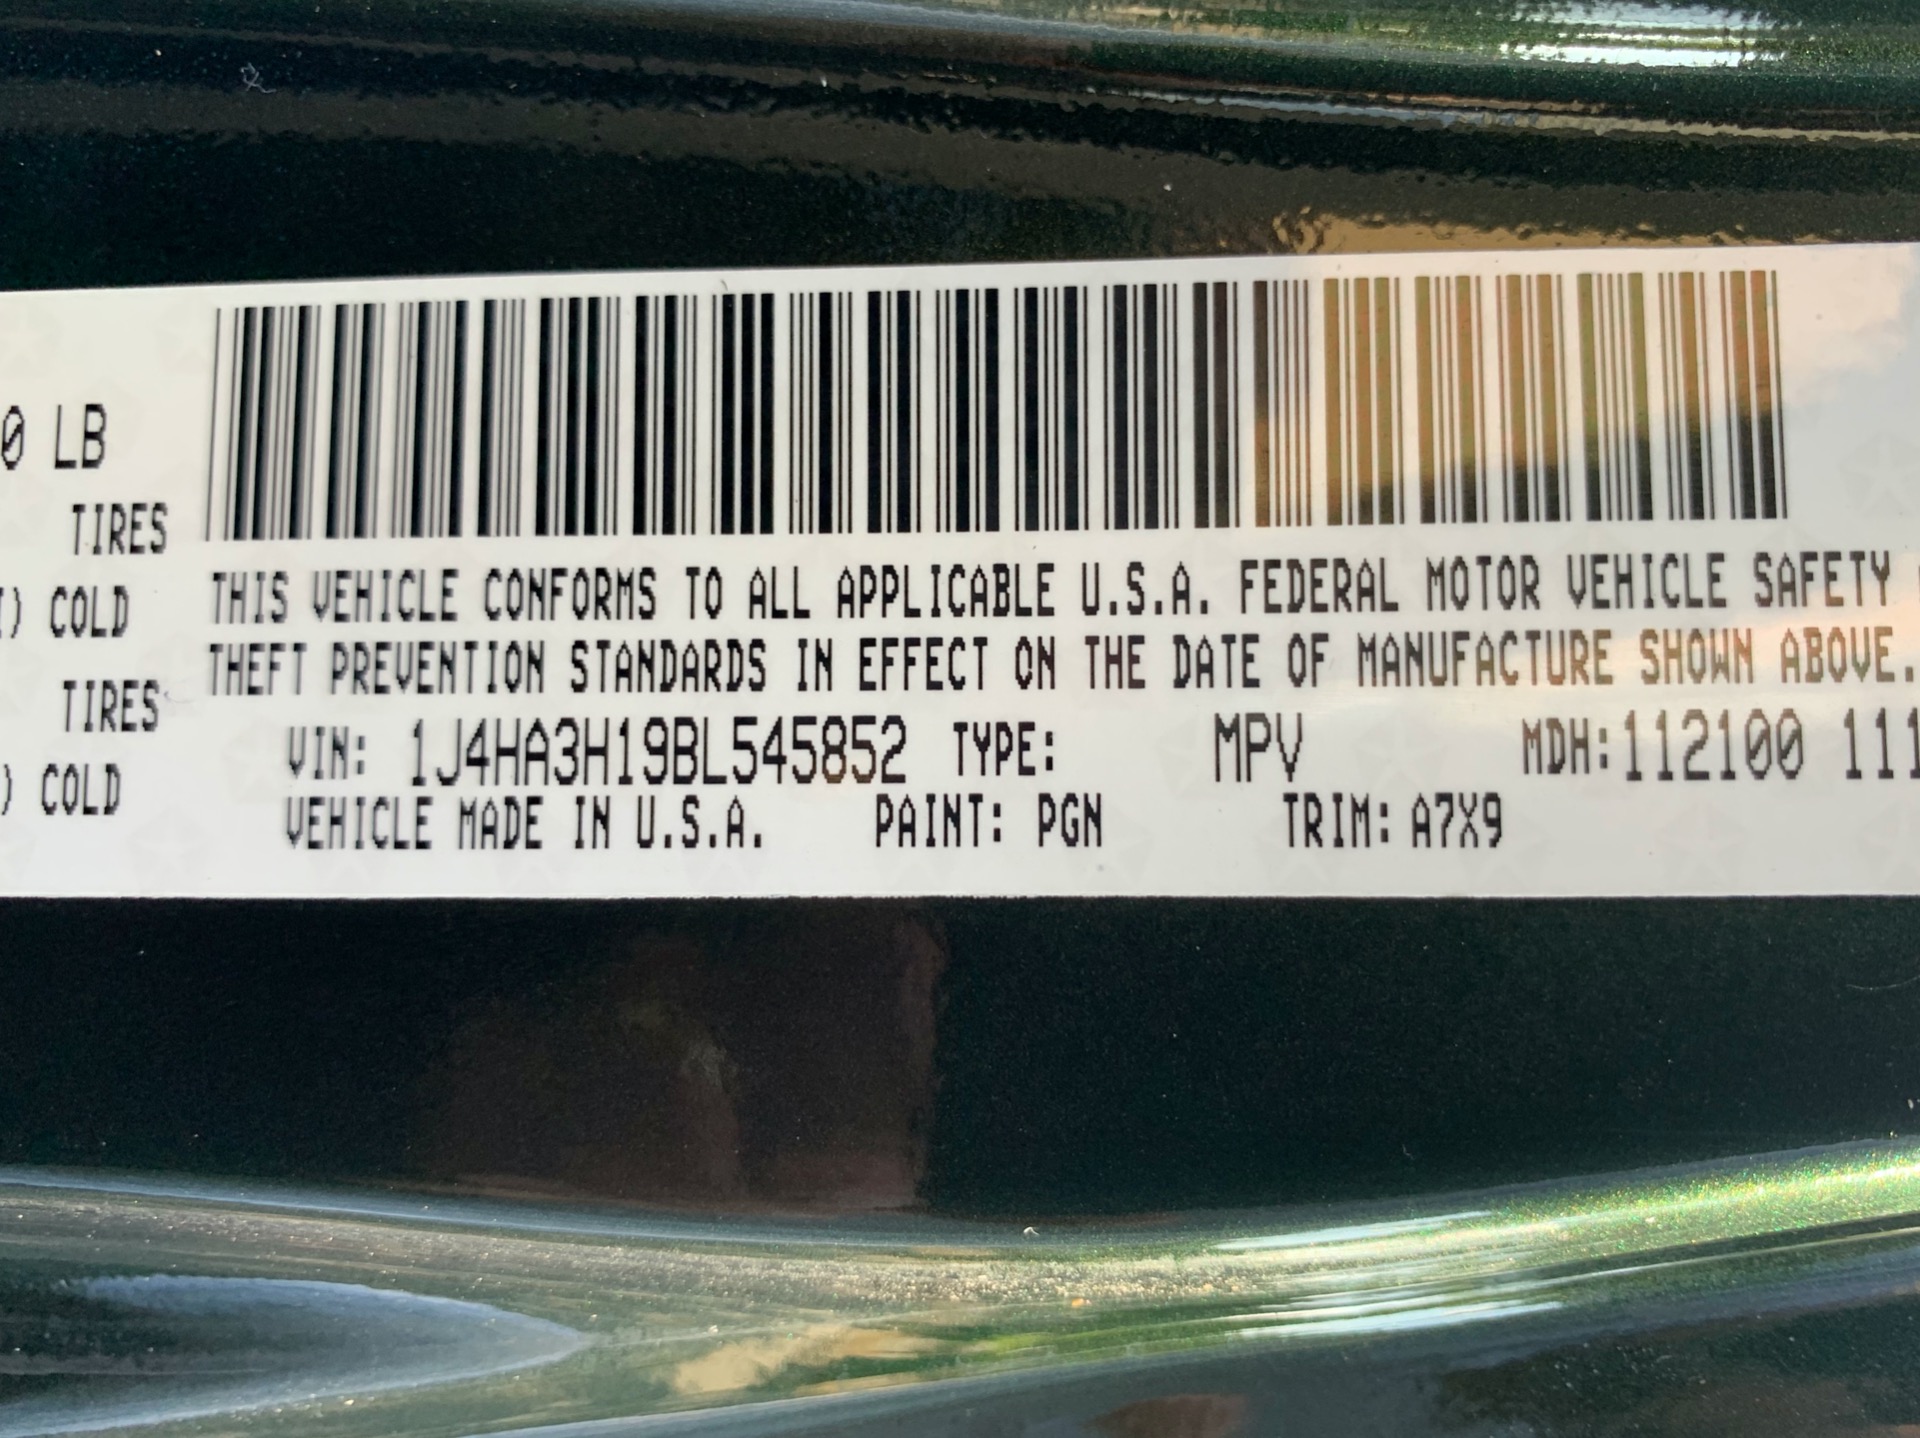 0 LB
TIRES
) COLD
TIRES
) COLD
THIS VEHICLE CONFORMS TO ALL APPLICABLE U.S.A. FEDERAL MOTOR VEHICLE SAFETY
THEFT PREVENTION STANDARDS IN EFFECT ON THE DATE OF MANUFACTURE SHOWN ABOVE.
VIN: 1J4HA3H19BL545852 TYPE: MPV MDH:112100 111
VEHICLE MADE IN U.S.A. PAINT: PGN TRIM: A7X9